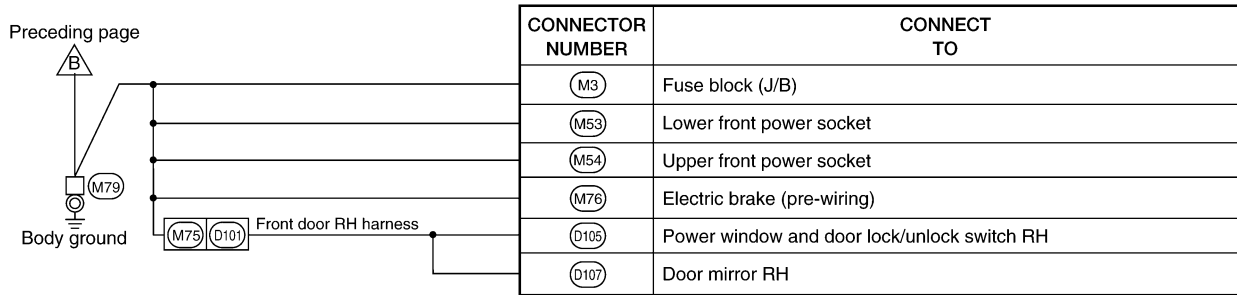 Preceding page
B
M79
Body ground
M75 D101 Front door RH harness
CONNECTOR NUMBER CONNECT TO
M3 Fuse block (J/B)
M53 Lower front power socket
M54 Upper front power socket
M76 Electric brake (pre-wiring)
D105 Power window and door lock/unlock switch RH
D107 Door mirror RH